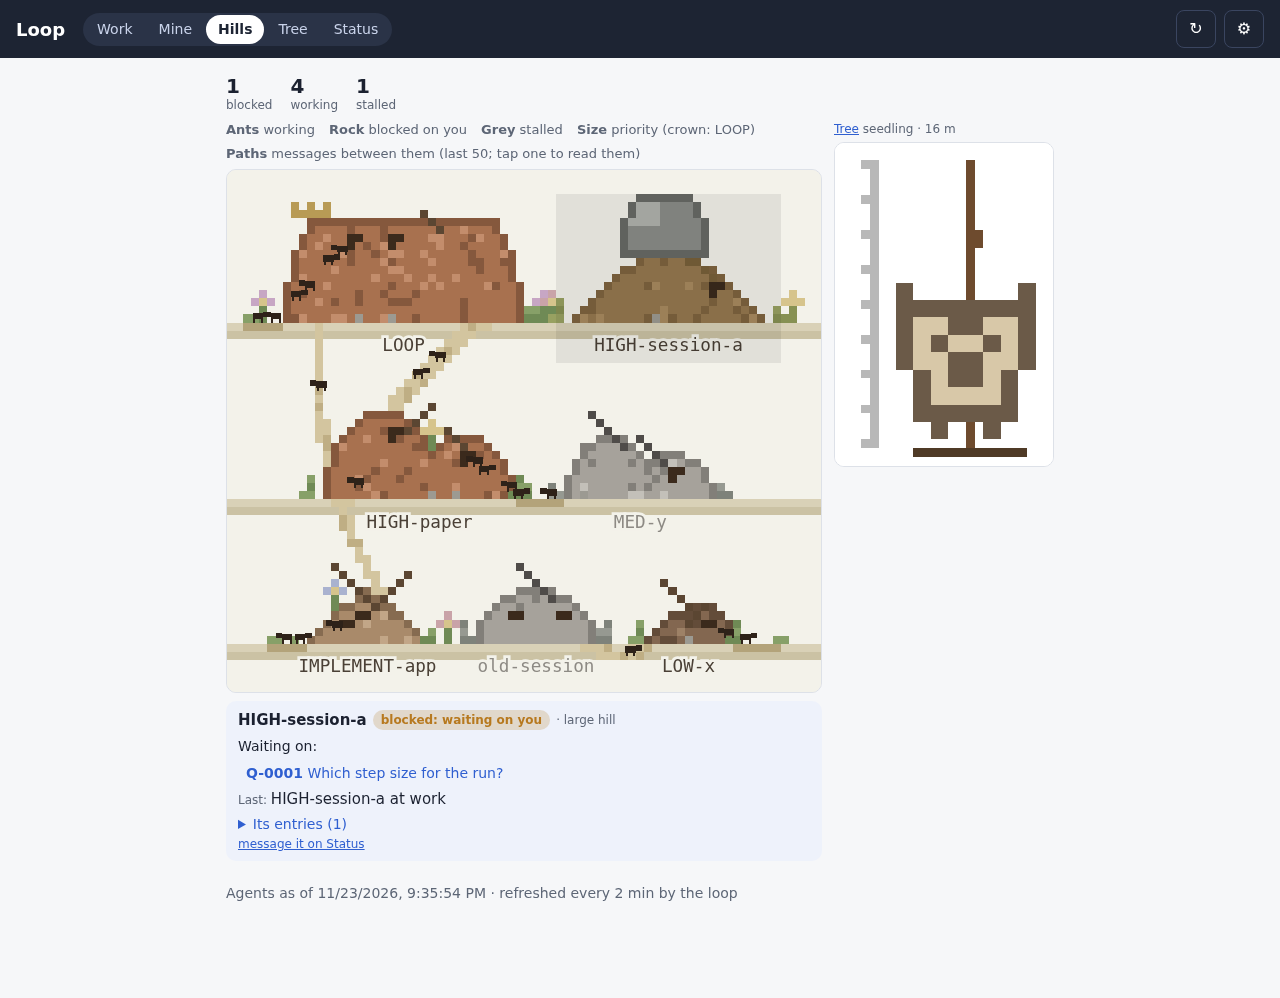 Loop Work Mine Hills Tree Status ↻ ⚙
1 4 1
blocked working stalled
Ants working Rock blocked on you Grey stalled Size priority (crown: LOOP)
Paths messages between them (last 50; tap one to read them)
Tree seedling · 16 m
LOOP HIGH-session-a
HIGH-paper MED-y
IMPLEMENT-app old-session LOW-x
HIGH-session-a blocked: waiting on you · large hill
Waiting on:
Q-0001 Which step size for the run?
Last: HIGH-session-a at work
▶ Its entries (1)
message it on Status
Agents as of 11/23/2026, 9:35:54 PM · refreshed every 2 min by the loop